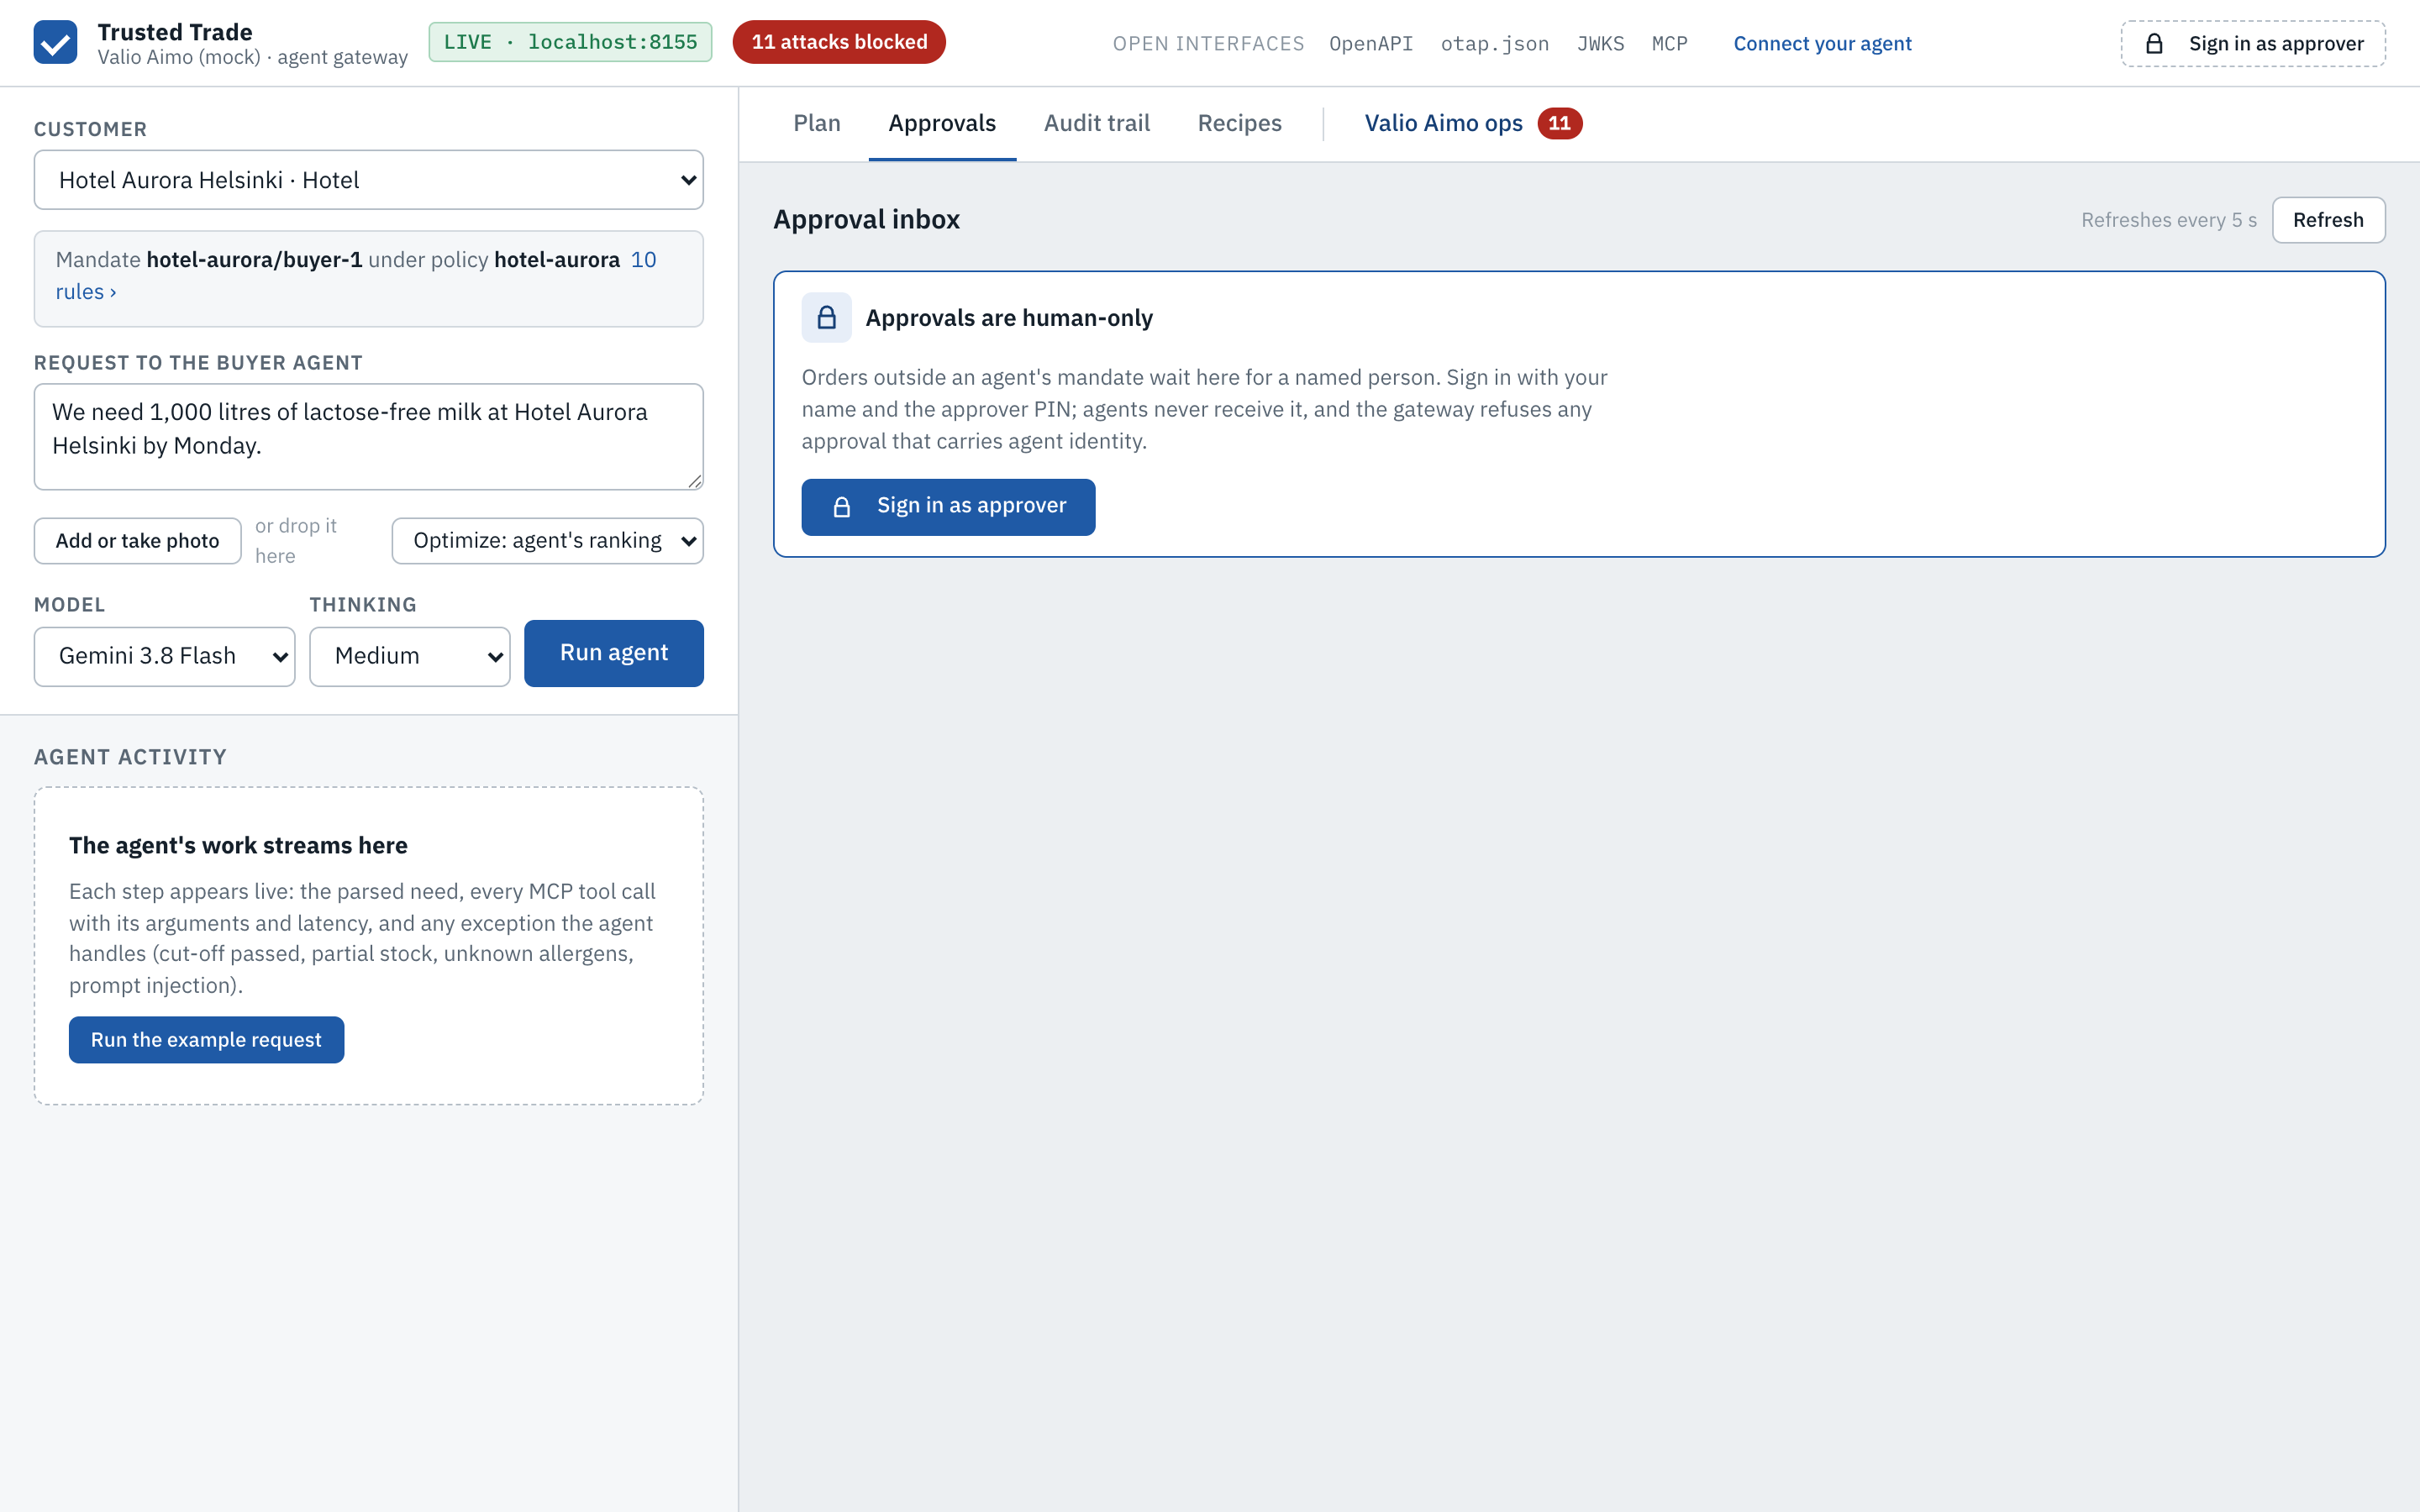 Trusted Trade
Valio Aimo (mock) · agent gateway
LIVE · localhost:8155
11 attacks blocked
OPEN INTERFACES OpenAPI otap.json JWKS MCP
Connect your agent
Sign in as approver
CUSTOMER
Hotel Aurora Helsinki · Hotel
Mandate hotel-aurora/buyer-1 under policy hotel-aurora 10
rules ›
REQUEST TO THE BUYER AGENT
We need 1,000 litres of lactose-free milk at Hotel Aurora
Helsinki by Monday.
Add or take photo
or drop it
here
Optimize: agent's ranking
MODEL
Gemini 3.8 Flash
THINKING
Medium
Run agent
AGENT ACTIVITY
The agent's work streams here
Each step appears live: the parsed need, every MCP tool call
with its arguments and latency, and any exception the agent
handles (cut-off passed, partial stock, unknown allergens,
prompt injection).
Run the example request
Plan Approvals Audit trail Recipes Valio Aimo ops 11
Approval inbox
Refreshes every 5 s
Refresh
Approvals are human-only
Orders outside an agent's mandate wait here for a named person. Sign in with your
name and the approver PIN; agents never receive it, and the gateway refuses any
approval that carries agent identity.
Sign in as approver